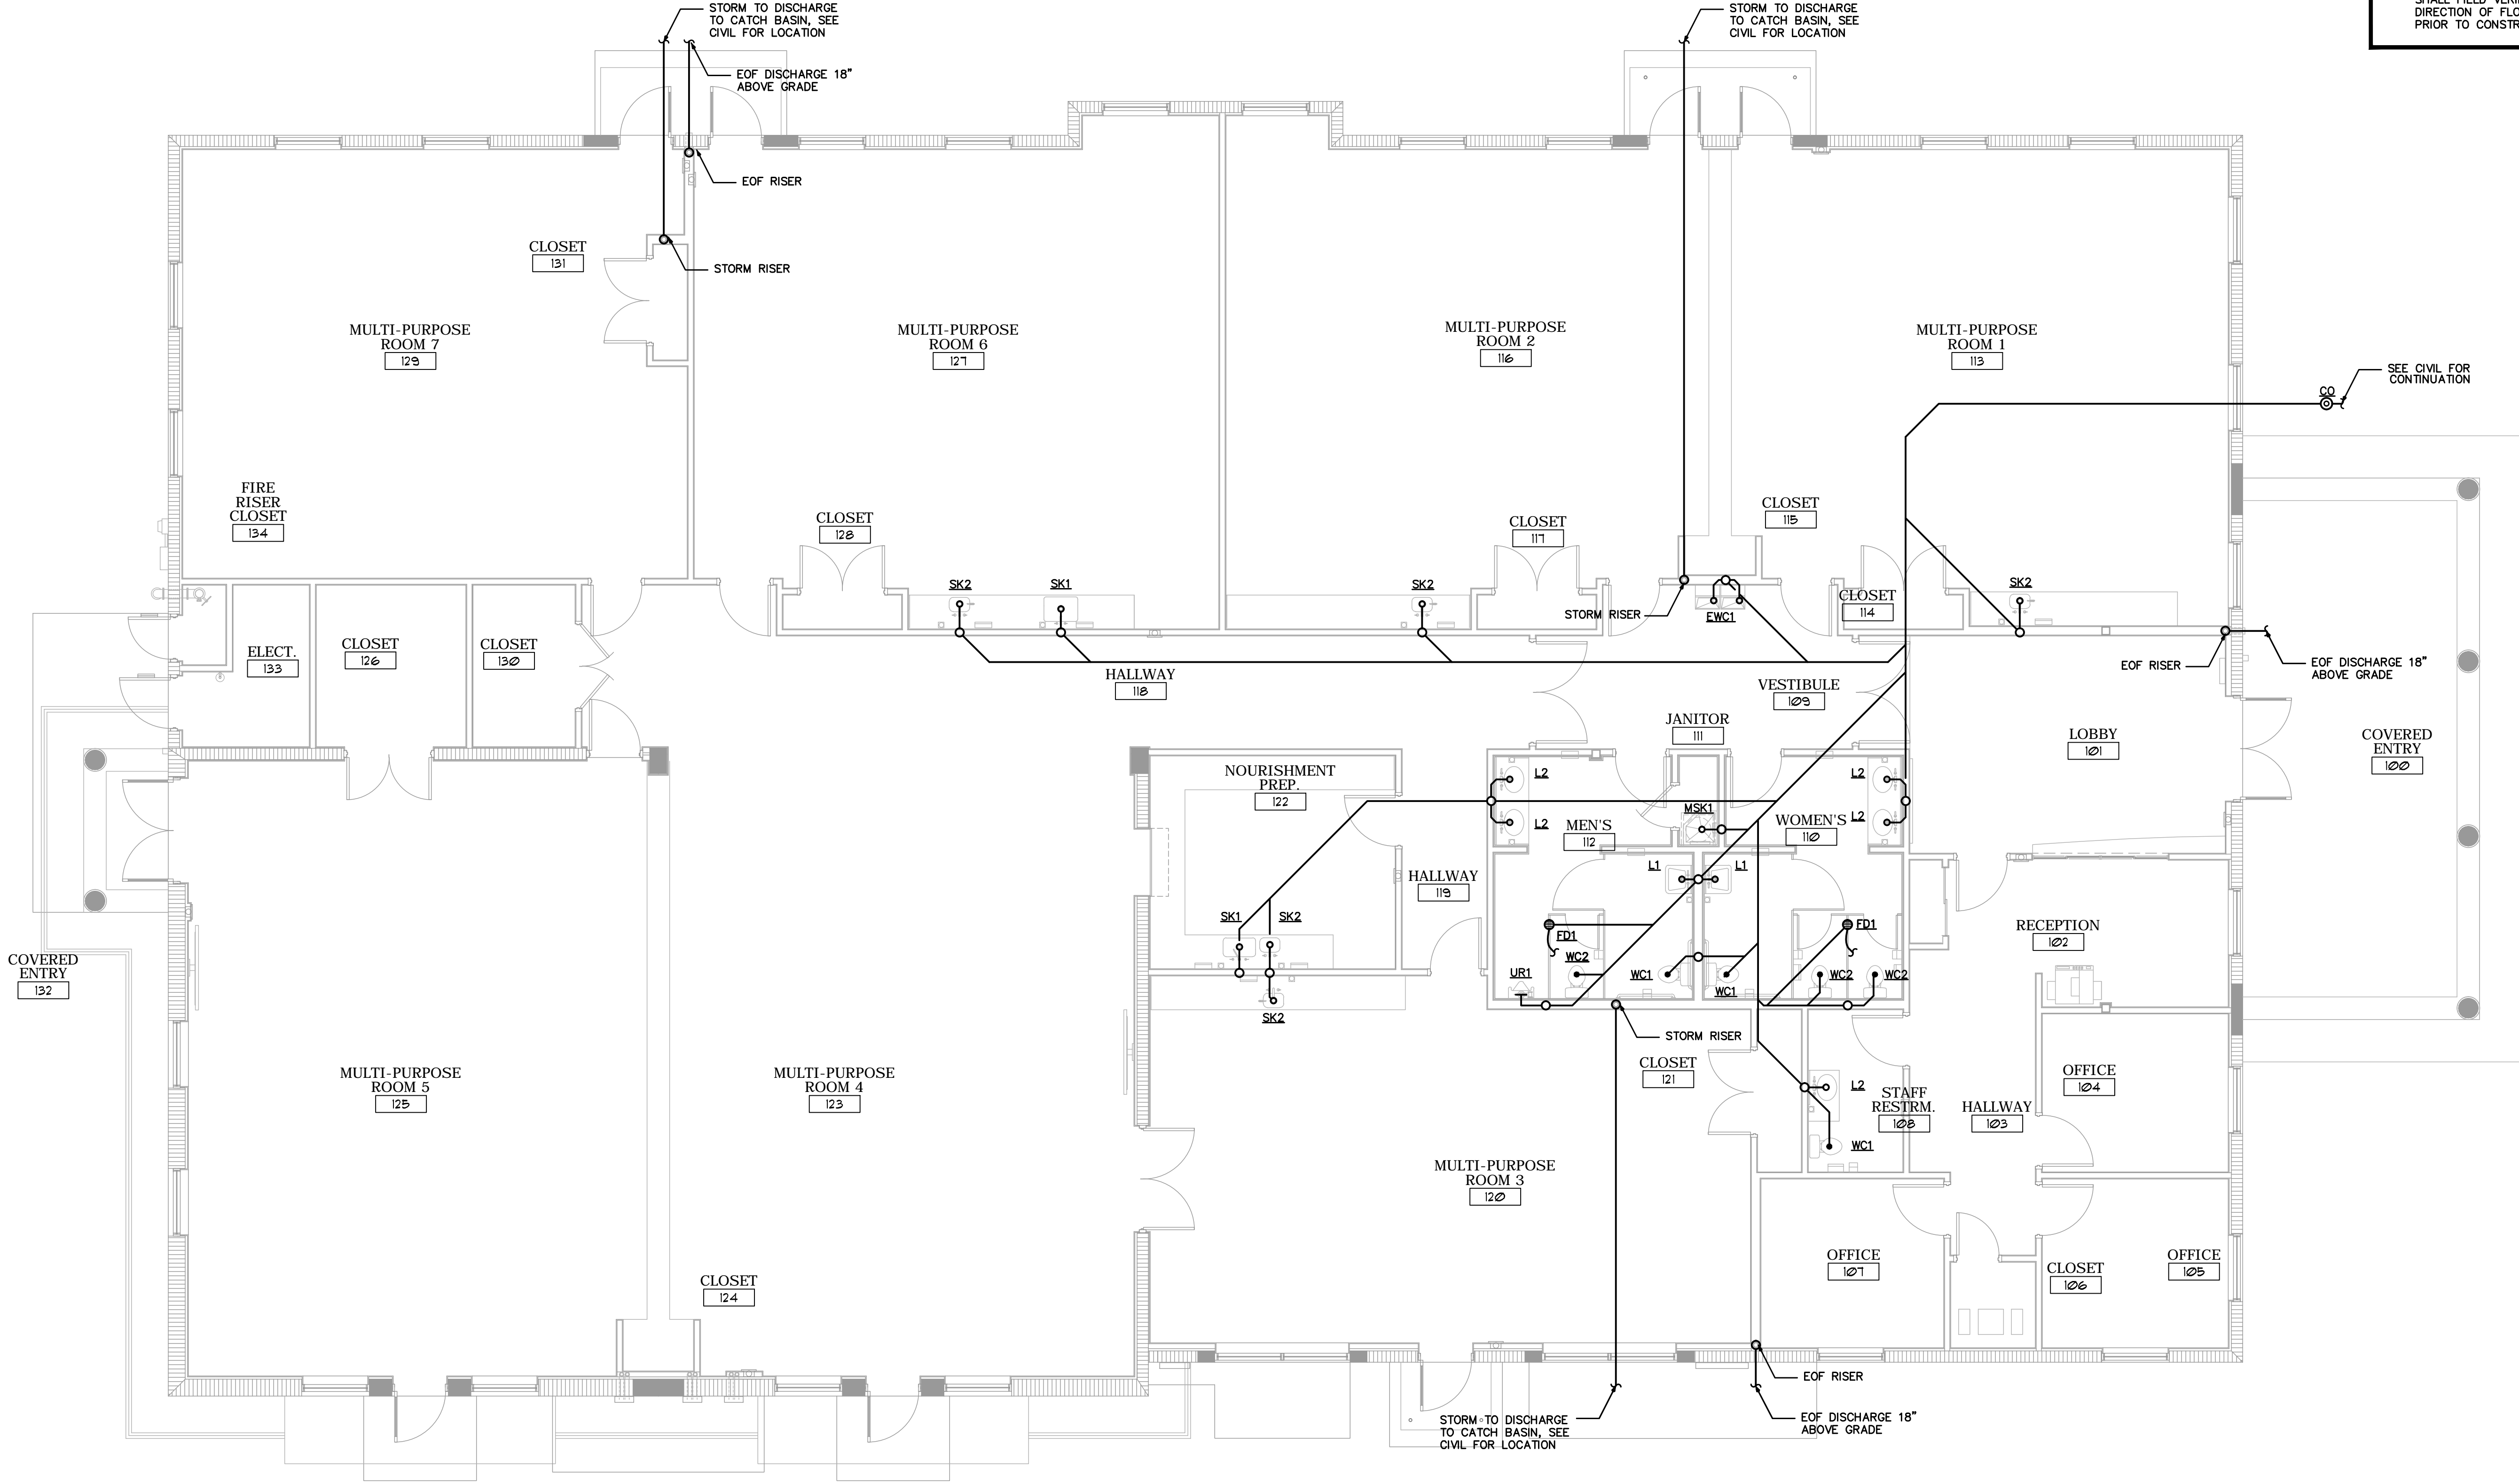 STORM TO DISCHARGE
TO CATCH BASIN, SEE
CIVIL FOR LOCATION
EOF DISCHARGE 18"
ABOVE GRADE
STORM TO DISCHARGE
TO CATCH BASIN, SEE
CIVIL FOR LOCATION
DIRECTION OF FLO
PRIOR TO CONSTR
EOF RISER
STORM RISER
CLOSET
131
MULTI-PURPOSE
ROOM 7
129
MULTI-PURPOSE
ROOM 6
127
MULTI-PURPOSE
ROOM 2
116
MULTI-PURPOSE
ROOM 1
113
SEE CIVIL FOR
CONTINUATION
CO
FIRE
RISER
CLOSET
134
CLOSET
128
CLOSET
117
CLOSET
115
SK2
SK1
SK2
STORM RISER
EWC1
CLOSET
114
SK2
ELECT.
133
CLOSET
126
CLOSET
130
HALLWAY
118
VESTIBULE
109
EOF RISER
EOF DISCHARGE 18"
ABOVE GRADE
JANITOR
111
LOBBY
101
COVERED
ENTRY
100
NOURISHMENT
PREP.
122
L2
L2
MSK1
MEN'S
112
WOMEN'S
110
L2
L2
HALLWAY
119
L1
L1
SK1
SK2
FD1
FD1
WC2
UR1
WC1
WC1
WC2
WC2
RECEPTION
102
COVERED
ENTRY
132
SK2
STORM RISER
CLOSET
121
MULTI-PURPOSE
ROOM 5
125
MULTI-PURPOSE
ROOM 4
123
L2
STAFF
RESTRM.
108
WC1
HALLWAY
103
OFFICE
104
MULTI-PURPOSE
ROOM 3
120
OFFICE
107
CLOSET
106
OFFICE
105
CLOSET
124
EOF RISER
STORM TO DISCHARGE
TO CATCH BASIN, SEE
CIVIL FOR LOCATION
EOF DISCHARGE 18"
ABOVE GRADE